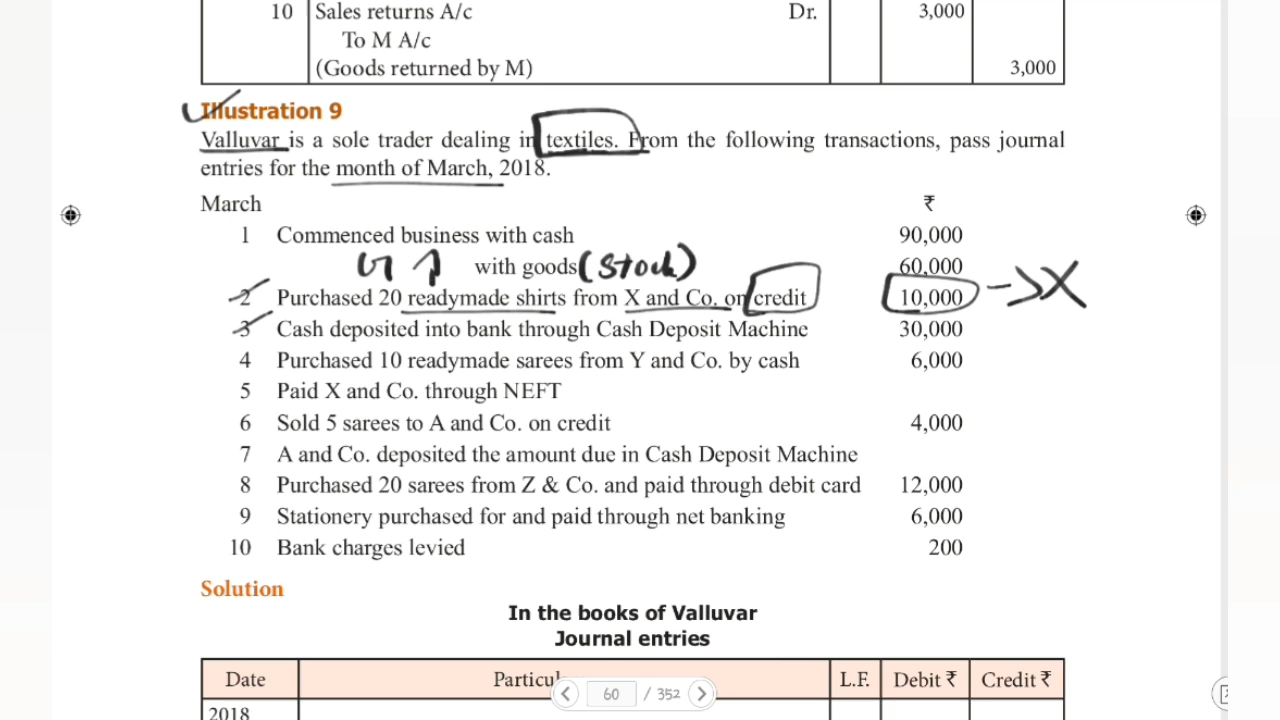 10 Sales returns A/c Dr. 3,000
To M A/c
(Goods returned by M) 3,000
Illustration 9
Valluvar is a sole trader dealing in textiles. From the following transactions, pass journal
entries for the month of March, 2018.
March ₹
1 Commenced business with cash 90,000
with goods (Stock) 60,000
2 Purchased 20 readymade shirts from X and Co. on credit 10,000 → X
3 Cash deposited into bank through Cash Deposit Machine 30,000
4 Purchased 10 readymade sarees from Y and Co. by cash 6,000
5 Paid X and Co. through NEFT
6 Sold 5 sarees to A and Co. on credit 4,000
7 A and Co. deposited the amount due in Cash Deposit Machine
8 Purchased 20 sarees from Z & Co. and paid through debit card 12,000
9 Stationery purchased for and paid through net banking 6,000
10 Bank charges levied 200
Solution
In the books of Valluvar
Journal entries
Date Particul L.F. Debit ₹ Credit ₹
60 / 352
2018